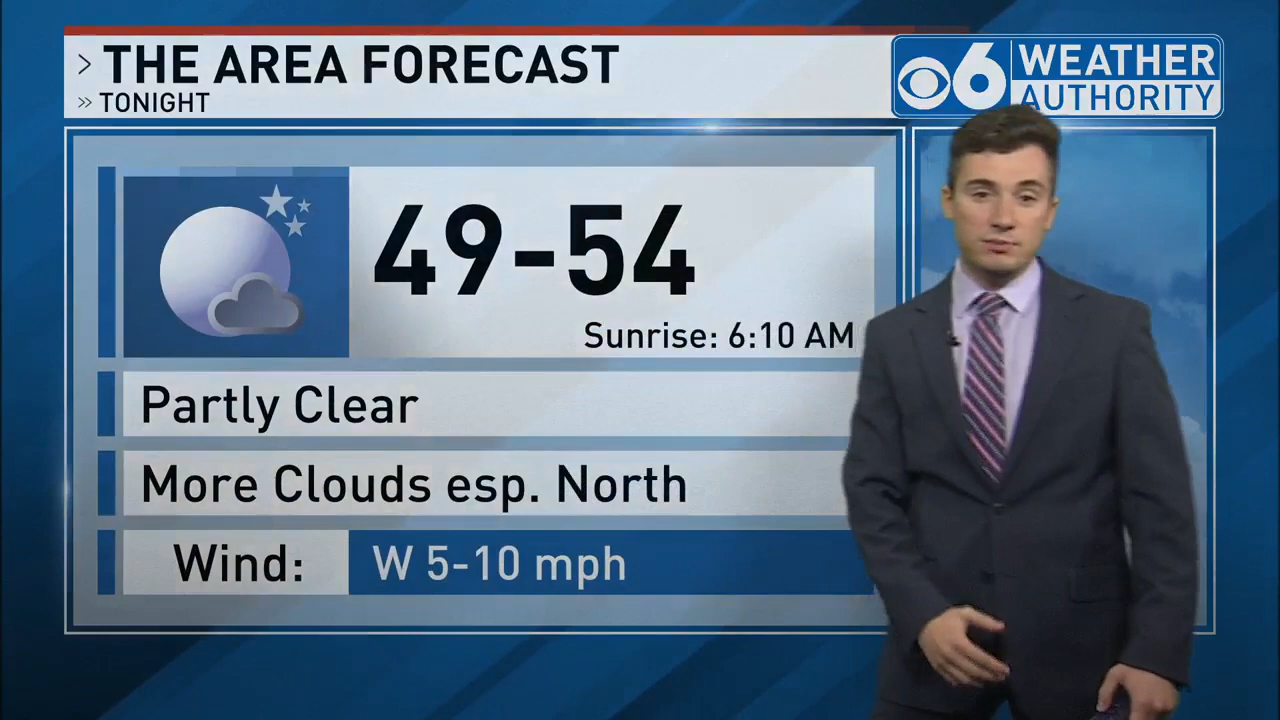 > THE AREA FORECAST
» TONIGHT
6 WEATHER AUTHORITY
49-54
Sunrise: 6:10 AM
Partly Clear
More Clouds esp. North
Wind: W 5-10 mph